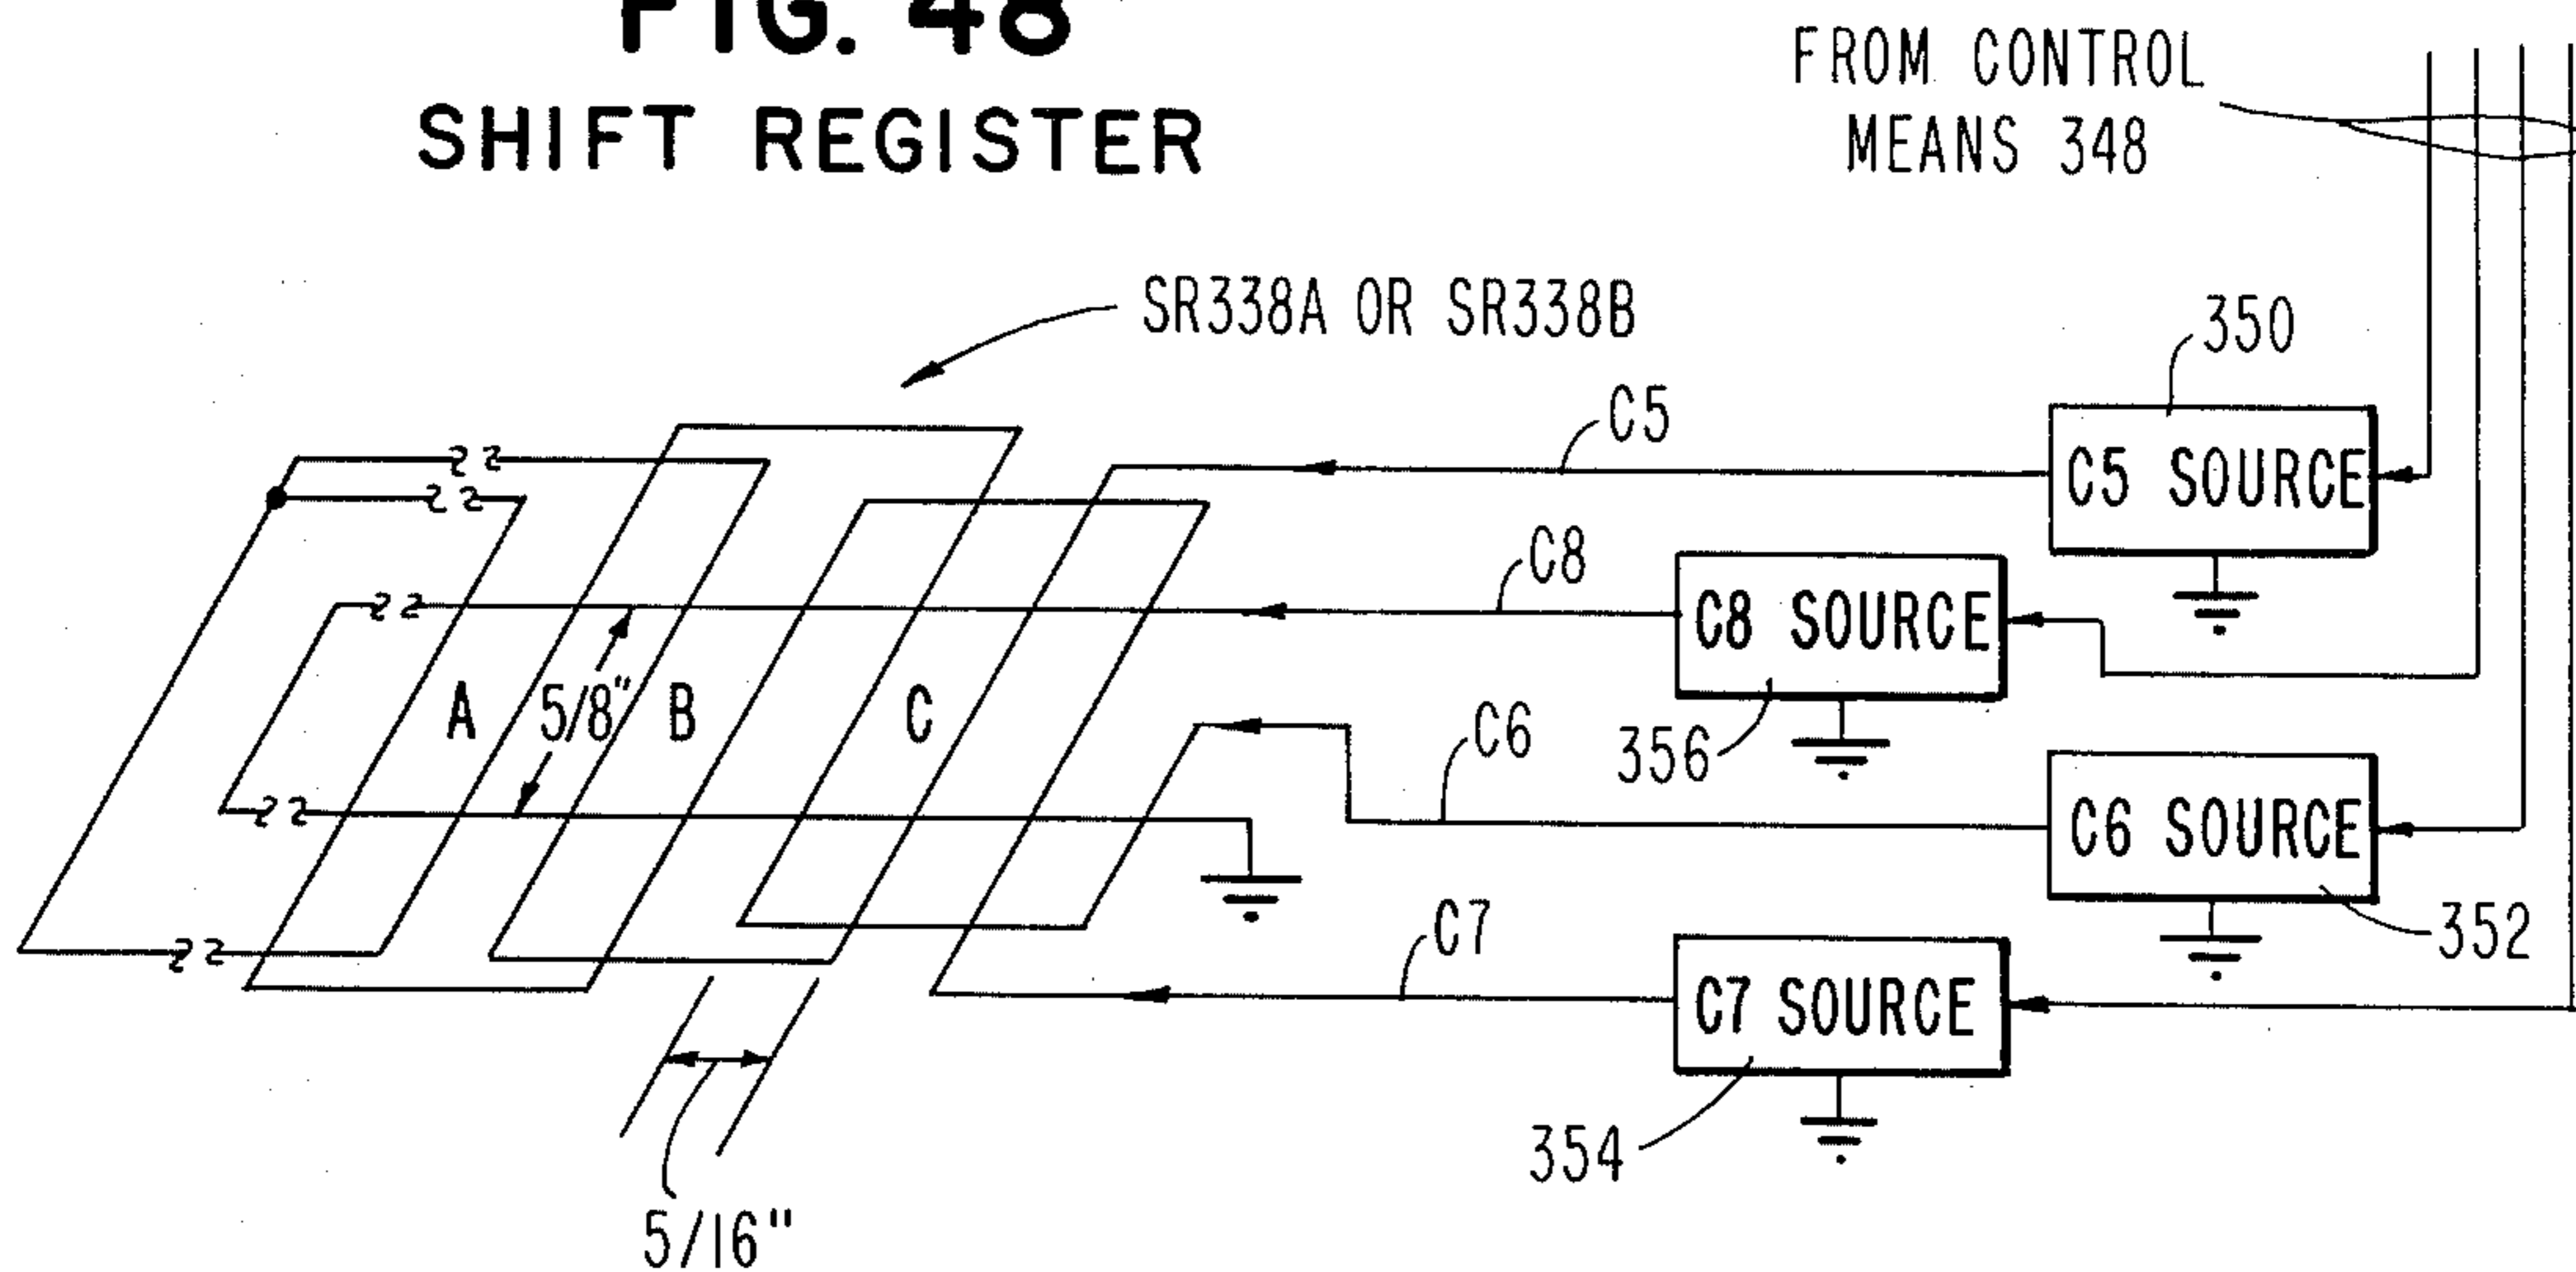 FIG. 48
SHIFT REGISTER
FROM CONTROL
MEANS 348
SR338A OR SR338B
350
C5
C5 SOURCE
C8
C8 SOURCE
356
A
5/8"
B
C
C6
C6 SOURCE
352
C7
C7 SOURCE
354
5/16"